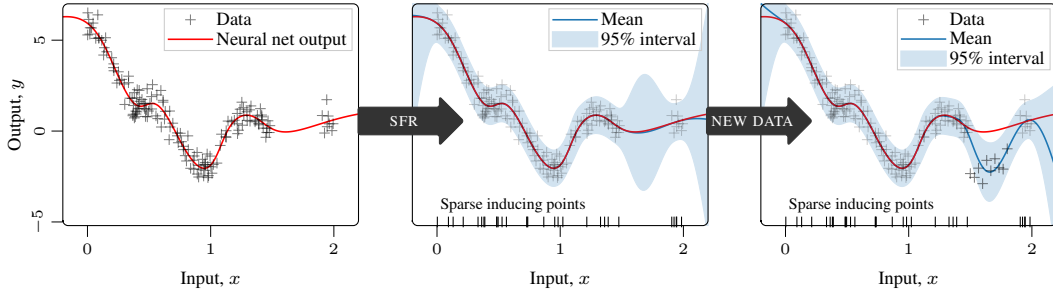 Output, y
5
0
−5
Data
Neural net output
0
1
2
Input, x
SFR
Mean
95% interval
Sparse inducing points
0
1
2
Input, x
NEW DATA
Data
Mean
95% interval
Sparse inducing points
0
1
2
Input, x